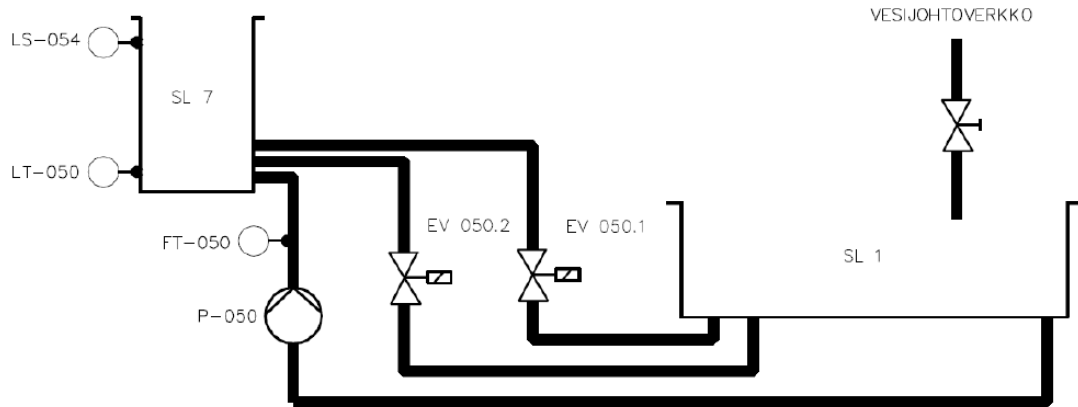 VESIJOHTOVERKKO
LS-054
SL 7
LT-050
EV 050.2
EV 050.1
FT-050
SL 1
P-050